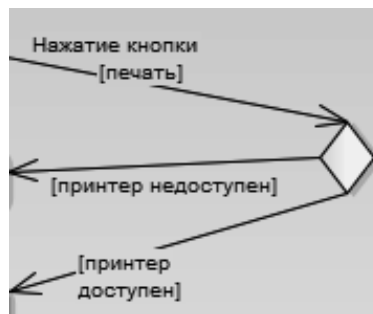 Нажатие кнопки
[печать]
[принтер недоступен]
[принтер
доступен]